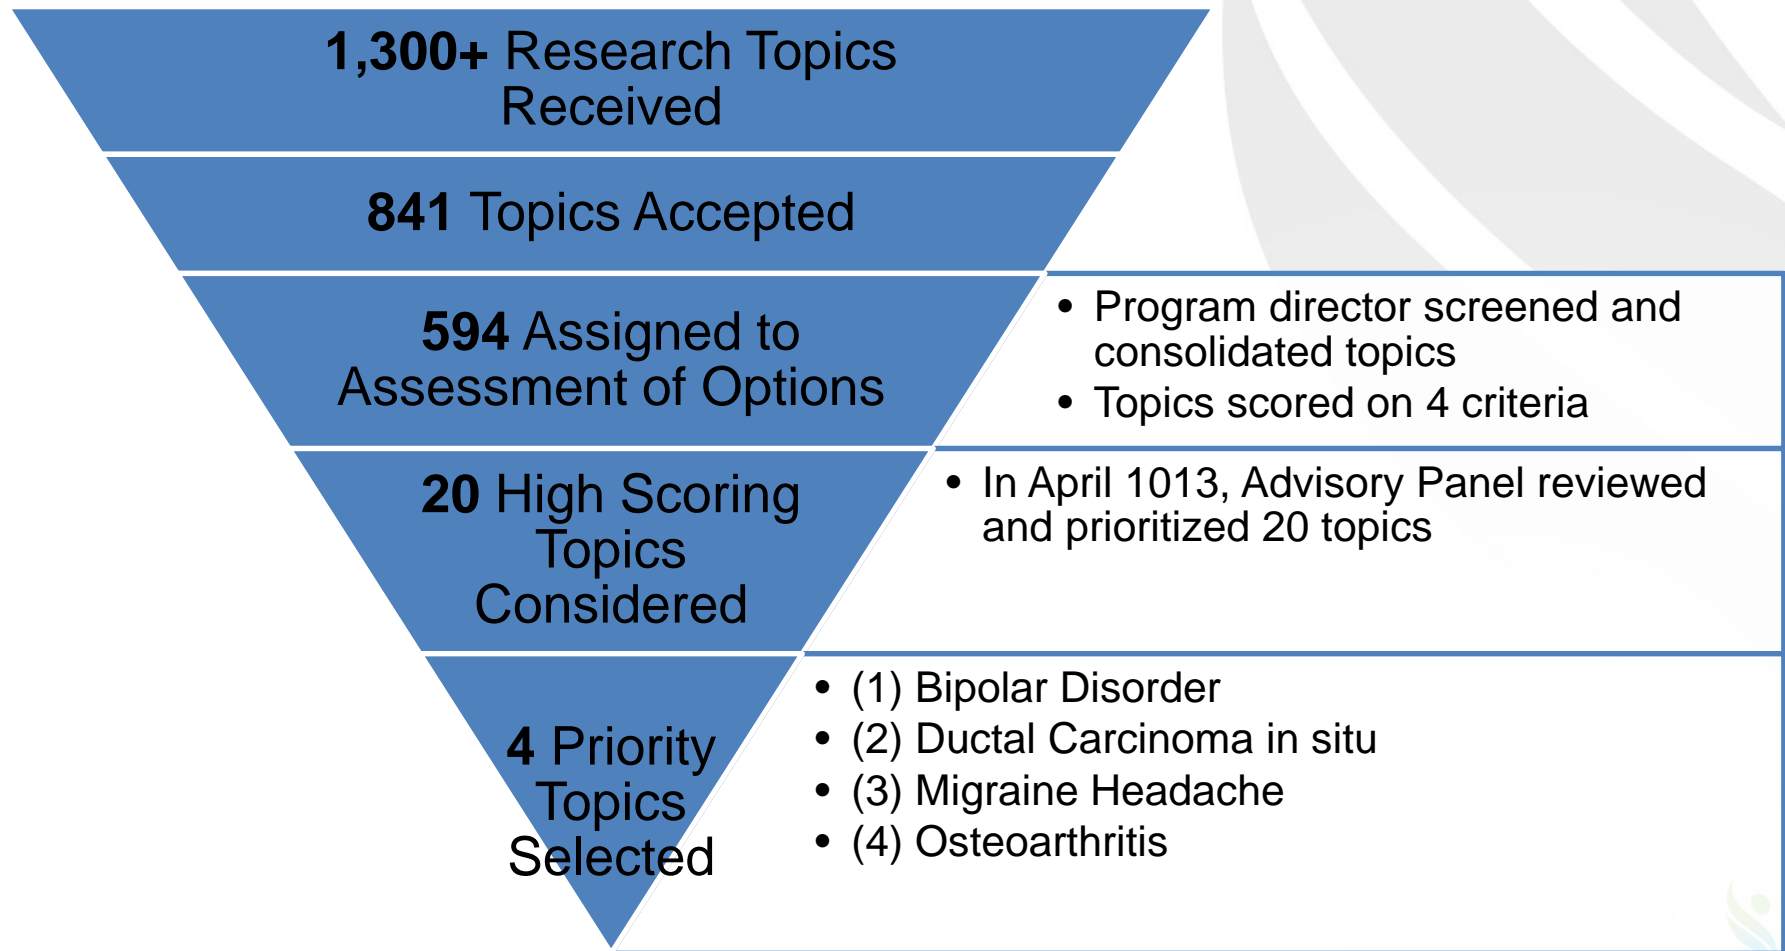 1,300+ Research Topics
Received
841 Topics Accepted
594 Assigned to
Assessment of Options
• Program director screened and
consolidated topics
• Topics scored on 4 criteria
20 High Scoring
Topics
Considered
• In April 1013, Advisory Panel reviewed
and prioritized 20 topics
4 Priority
Topics
Selected
• (1) Bipolar Disorder
• (2) Ductal Carcinoma in situ
• (3) Migraine Headache
• (4) Osteoarthritis